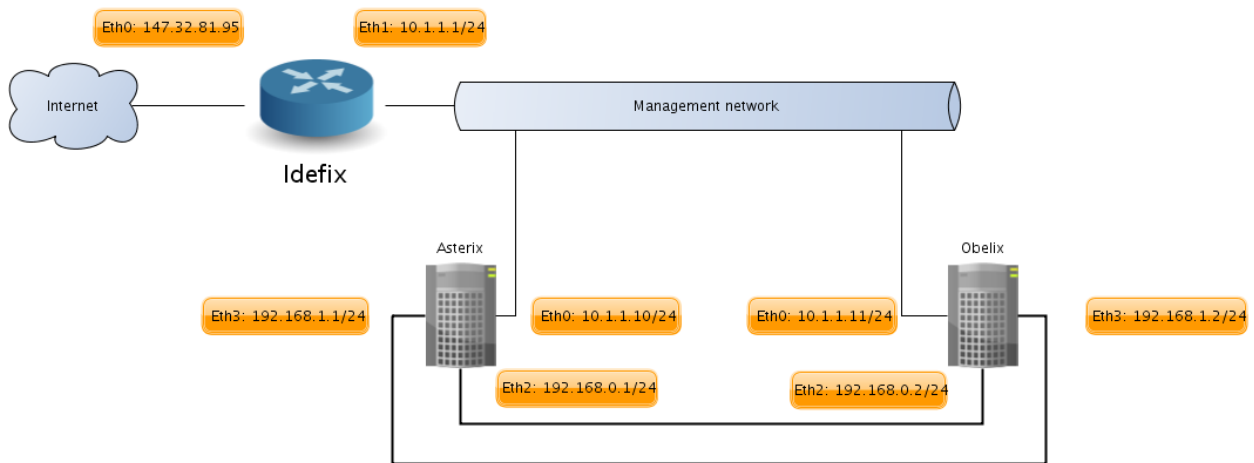 Eth0: 147.32.81.95
Eth1: 10.1.1.1/24
Internet
Management network
Idefix
Asterix
Obelix
Eth3: 192.168.1.1/24
Eth0: 10.1.1.10/24
Eth0: 10.1.1.11/24
Eth3: 192.168.1.2/24
Eth2: 192.168.0.1/24
Eth2: 192.168.0.2/24